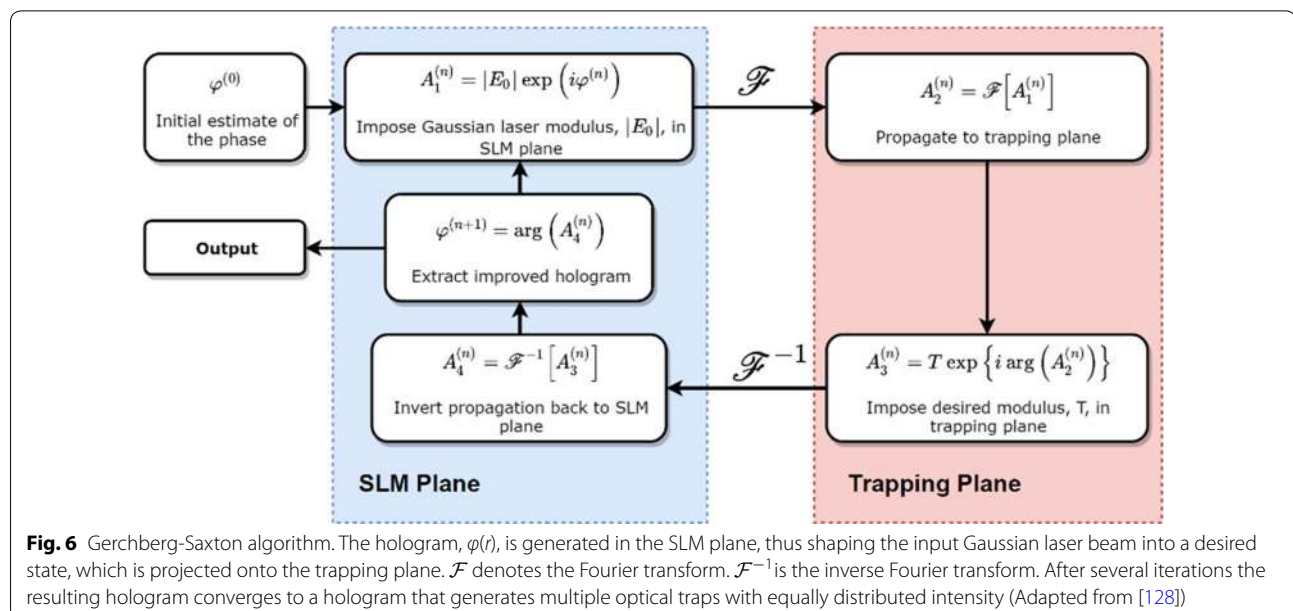 φ^(0)
Initial estimate of
the phase
A_1^(n) = |E_0| exp (iφ^(n))
Impose Gaussian laser modulus, |E_0|, in
SLM plane
ℱ
A_2^(n) = ℱ[A_1^(n)]
Propagate to trapping plane
φ^(n+1) = arg (A_4^(n))
Extract improved hologram
Output
A_4^(n) = ℱ^−1 [A_3^(n)]
Invert propagation back to SLM
plane
ℱ^−1
A_3^(n) = T exp {i arg (A_2^(n))}
Impose desired modulus, T, in
trapping plane
SLM Plane
Trapping Plane
Fig. 6 Gerchberg-Saxton algorithm. The hologram, φ(r), is generated in the SLM plane, thus shaping the input Gaussian laser beam into a desired
state, which is projected onto the trapping plane. ℱ denotes the Fourier transform. ℱ^−1 is the inverse Fourier transform. After several iterations the
resulting hologram converges to a hologram that generates multiple optical traps with equally distributed intensity (Adapted from [128])